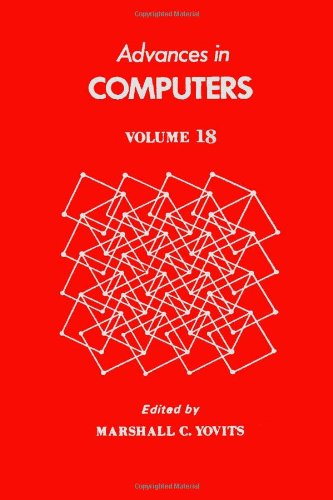 Advances in
COMPUTERS
VOLUME 18
Edited by
MARSHALL C. YOVITS